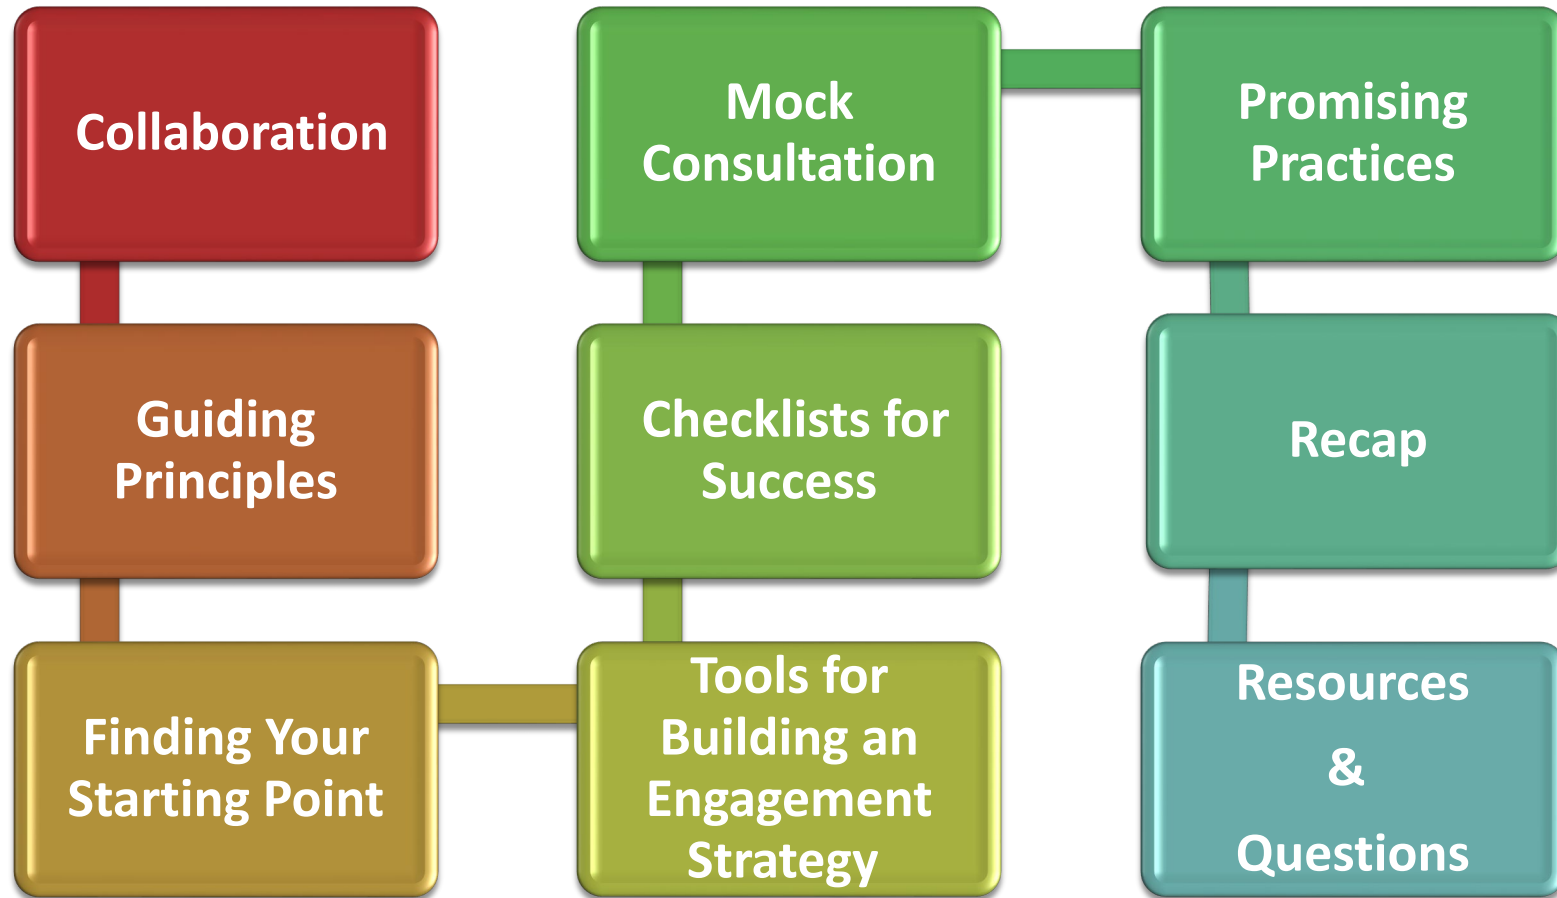 Collaboration
Guiding
Principles
Finding Your
Starting Point
Tools for
Building an
Engagement
Strategy
Checklists for
Success
Mock
Consultation
Promising
Practices
Recap
Resources
&
Questions